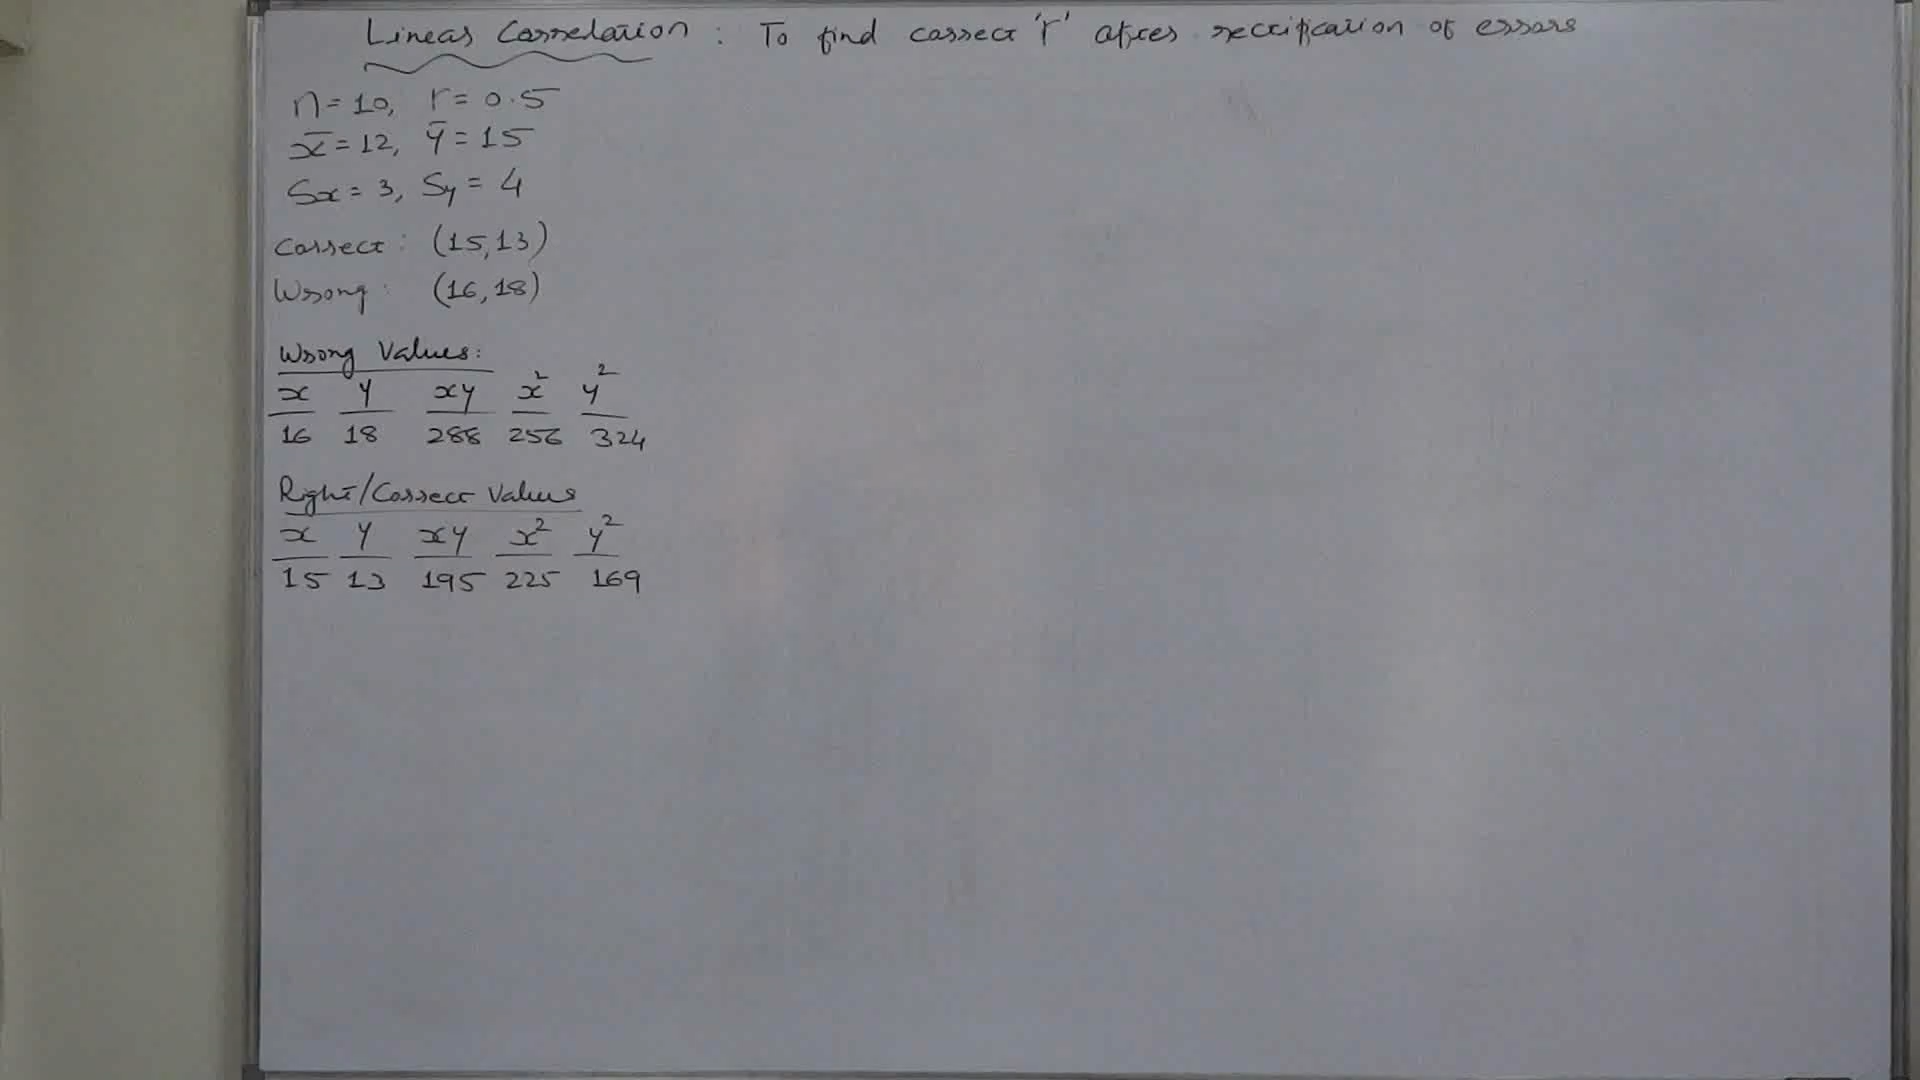 Linear Correlation : To find correct 'r' after rectification of errors
n = 10, r = 0.5
x̄ = 12, ȳ = 15
Sx = 3, Sy = 4
Correct : (15, 13)
Wrong : (16, 18)
Wrong Values:
x y xy x² y²
16 18 288 256 324
Right/Correct Values
x y xy x² y²
15 13 195 225 169